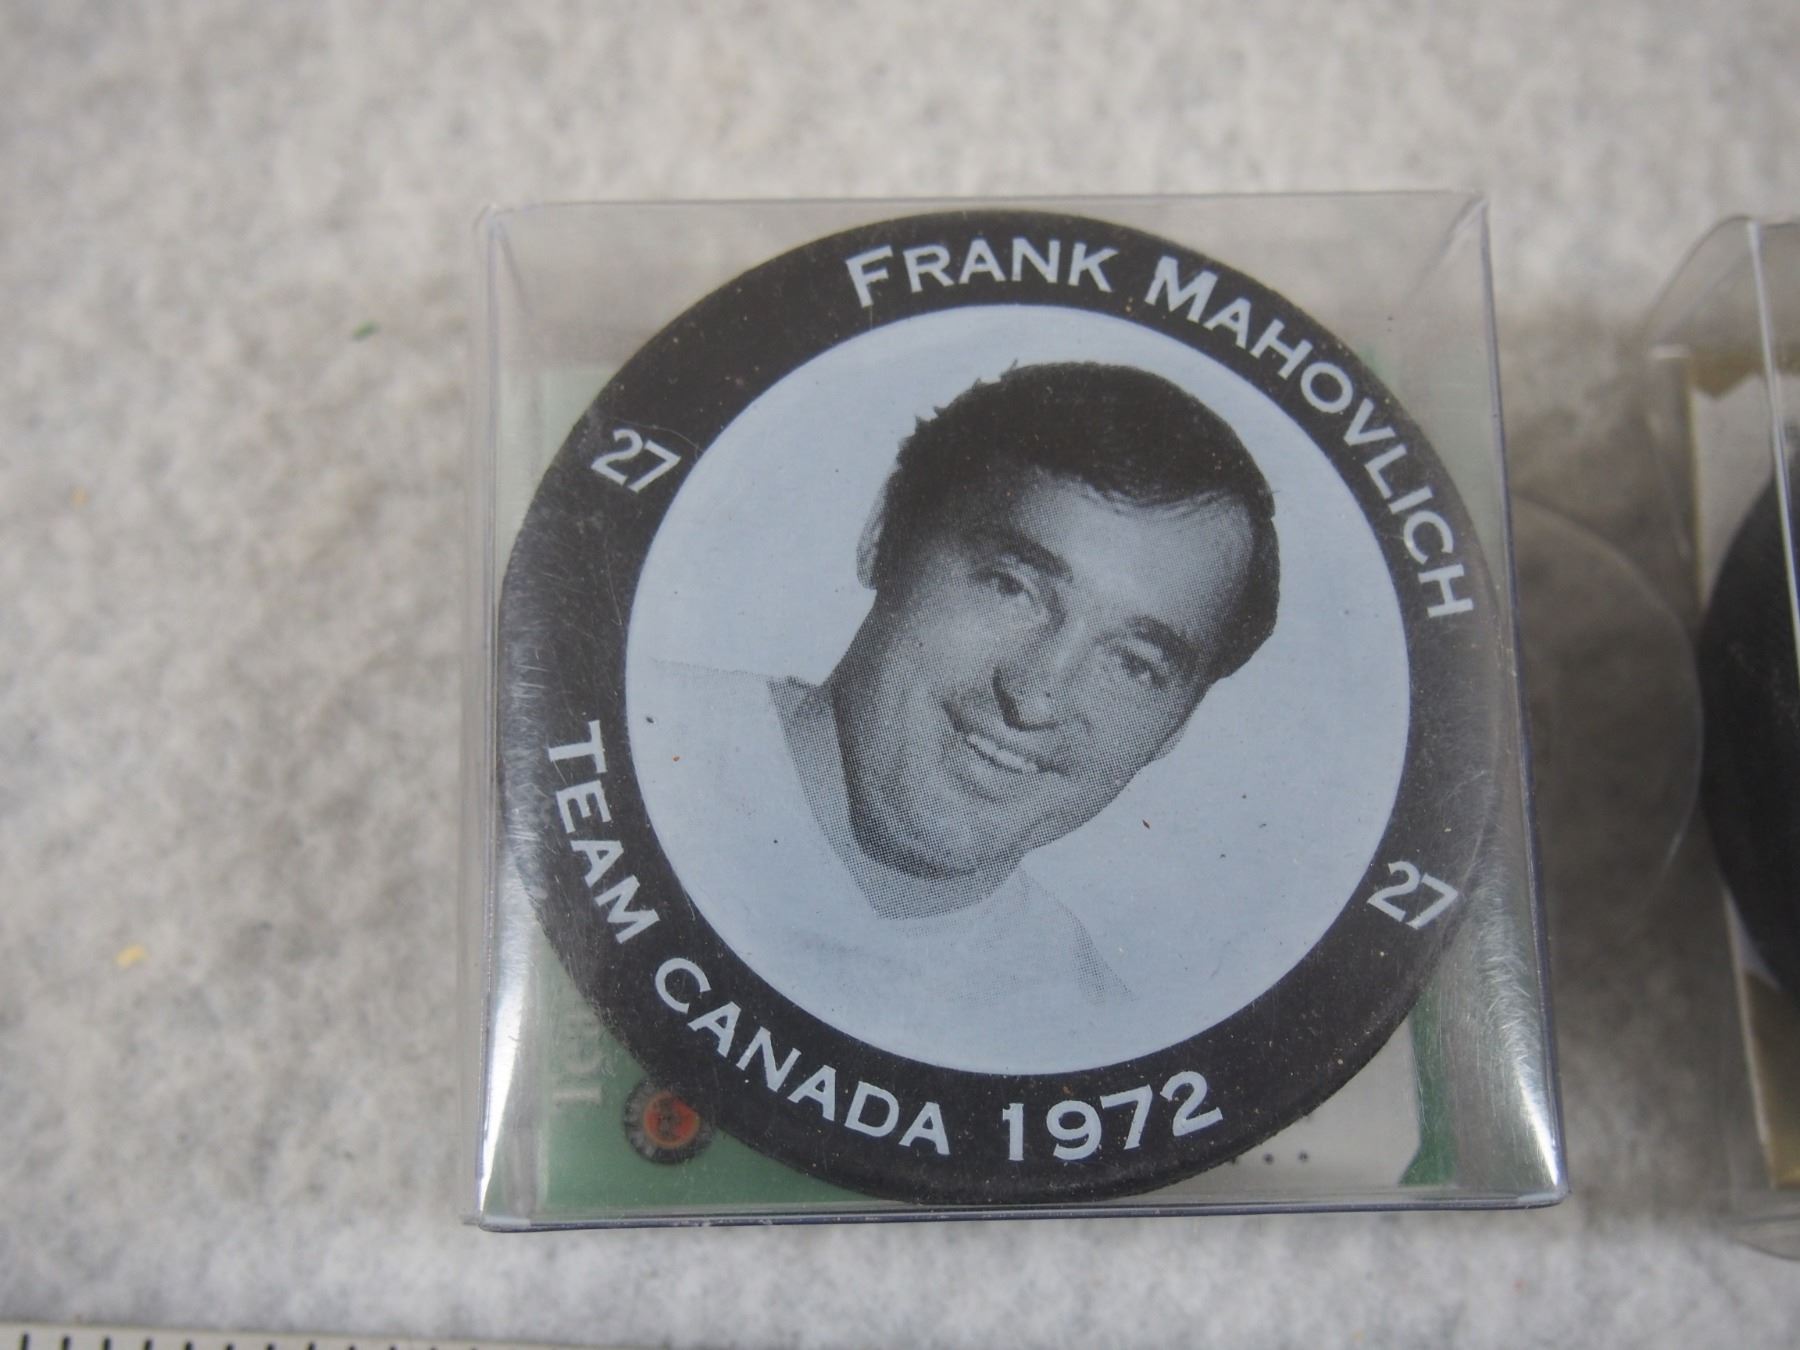 FRANK MAHOVLICH
27
27
TEAM CANADA 1972